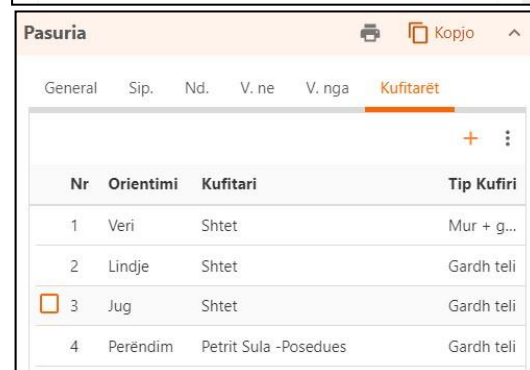 Pasuria Kopjo
General Sip. Nd. V. ne V. nga Kufitarët
Nr Orientimi Kufitari Tip Kufiri
1 Veri Shtet Mur + g...
2 Lindje Shtet Gardh teli
3 Jug Shtet Gardh teli
4 Perëndim Petrit Sula -Posedues Gardh teli